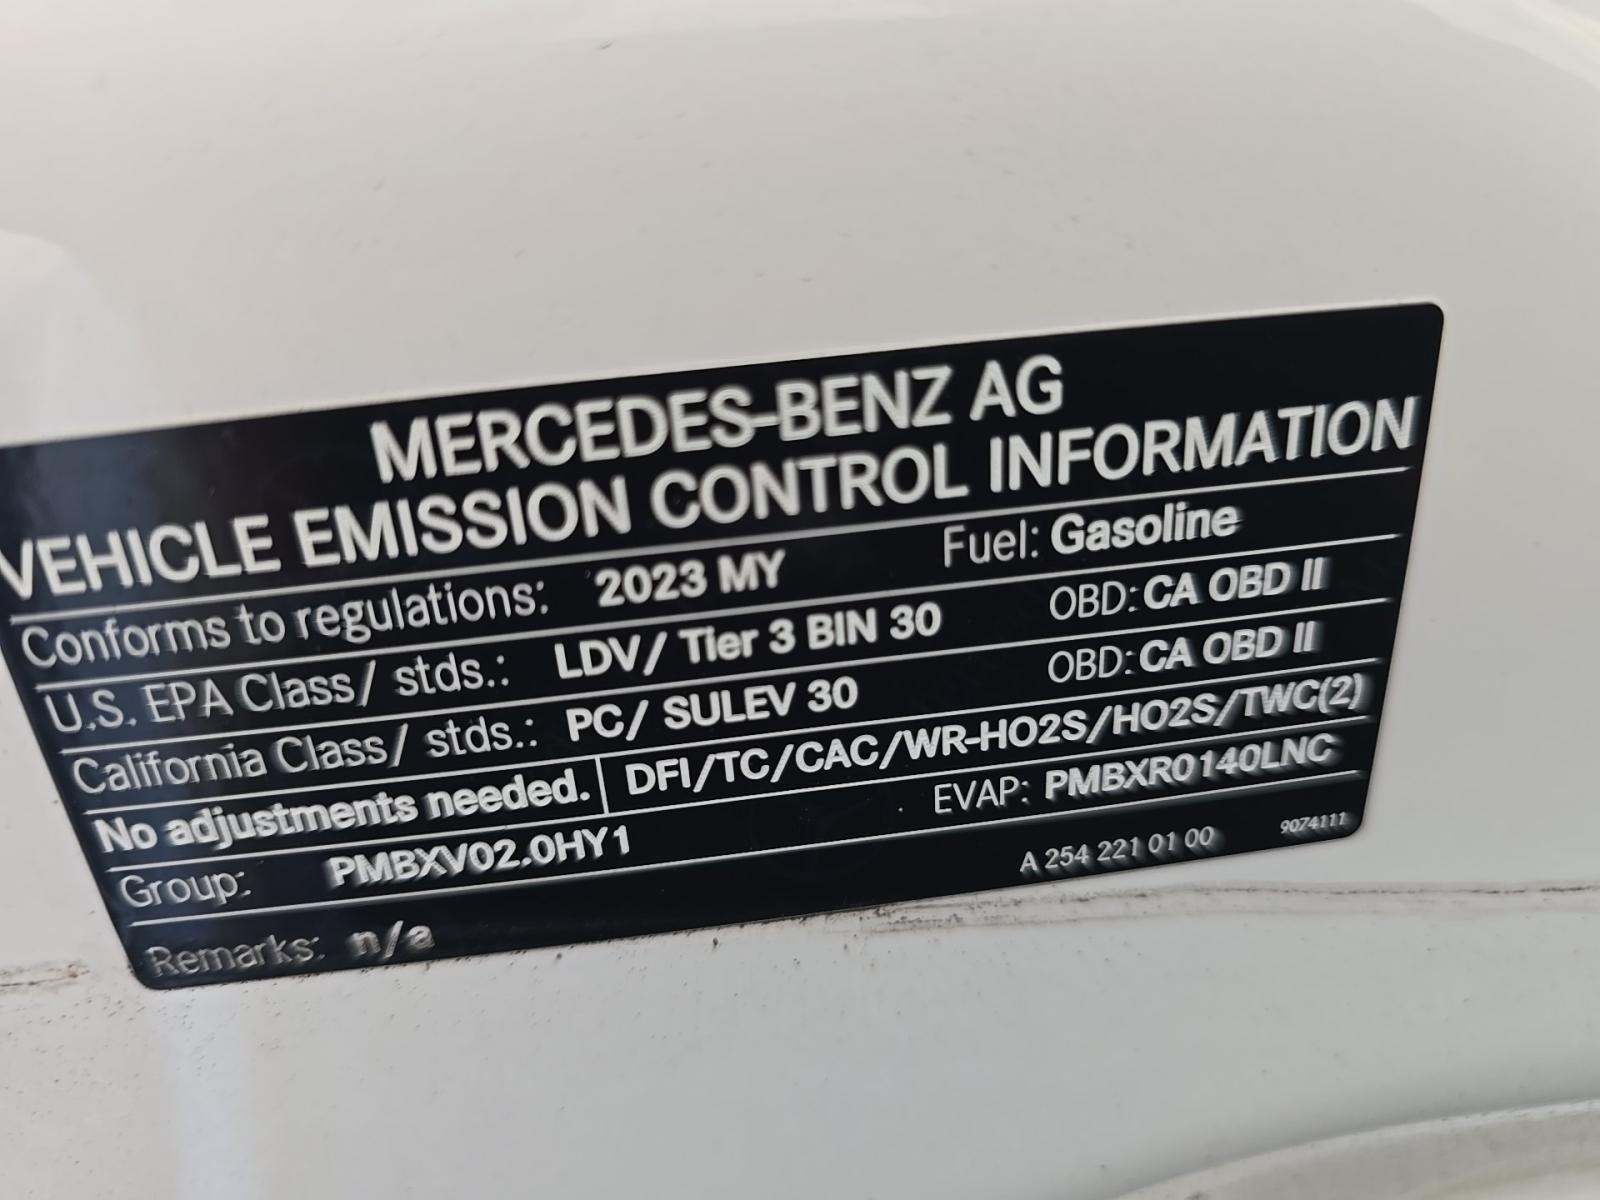 MERCEDES-BENZ AG
VEHICLE EMISSION CONTROL INFORMATION
Conforms to regulations: 2023 MY Fuel: Gasoline
U.S. EPA Class/ stds.: LDV/ Tier 3 BIN 30 OBD: CA OBD II
California Class/ stds.: PC/ SULEV 30 OBD: CA OBD II
No adjustments needed. DFI/TC/CAC/WR-HO2S/HO2S/TWC(2)
Group: PMBXV02.0HY1 EVAP: PMBXR0140LNC
Remarks: n/a A 254 221 01 00 9074111